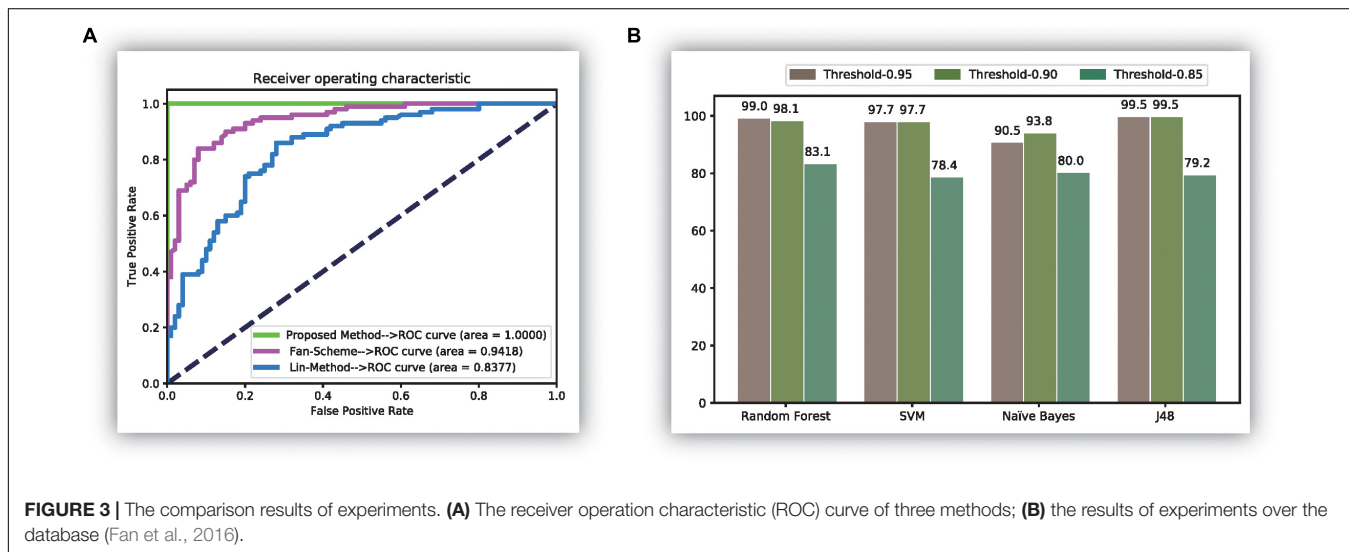 A
Receiver operating characteristic
1.0
0.8
0.6
0.4
0.2
0.0
True Positive Rate
Proposed Method-->ROC curve (area = 1.0000)
Fan-Scheme-->ROC curve (area = 0.9418)
Lin-Method-->ROC curve (area = 0.8377)
0.0 0.2 0.4 0.6 0.8 1.0
False Positive Rate
B
Threshold-0.95 Threshold-0.90 Threshold-0.85
100
80
60
40
20
0
99.0 98.1 83.1
97.7 97.7 78.4
90.5 93.8 80.0
99.5 99.5 79.2
Random Forest SVM Naïve Bayes J48
FIGURE 3 | The comparison results of experiments. (A) The receiver operation characteristic (ROC) curve of three methods; (B) the results of experiments over the
database (Fan et al., 2016).